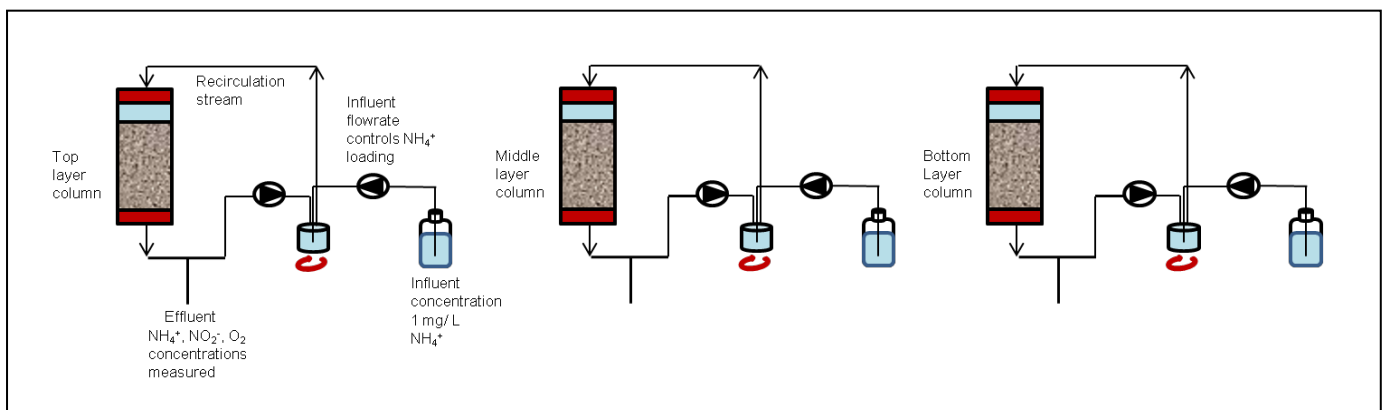 Recirculation
stream
Influent
flowrate
controls NH₄⁺
loading
Top
layer
column
Effluent
NH₄⁺, NO₂⁻, O₂
concentrations
measured
Influent
concentration
1 mg/ L
NH₄⁺
Middle
layer
column
Bottom
Layer
column